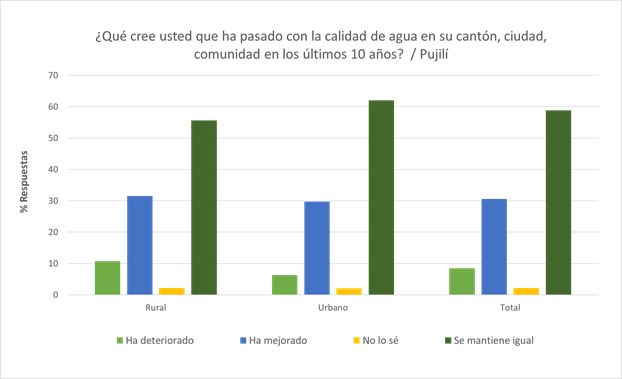 ¿Qué cree usted que ha pasado con la calidad de agua en su cantón, ciudad,
comunidad en los últimos 10 años?  / Pujilí
70
60
50
40
30
20
10
0
% Respuestas
Rural
Urbano
Total
Ha deteriorado
Ha mejorado
No lo sé
Se mantiene igual